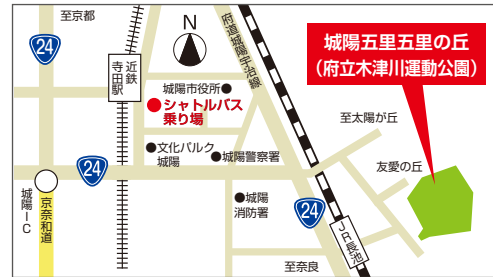 至京都
N
24
近鉄
寺田駅
府道城陽宇治線
城陽五里五里の丘
(府立木津川運動公園)
城陽市役所
シャトルバス
乗り場
至太陽が丘
文化パルク
城陽
城陽警察署
友愛の丘
24
城陽IC
京奈和道
城陽
消防署
24
JR長池
至奈良